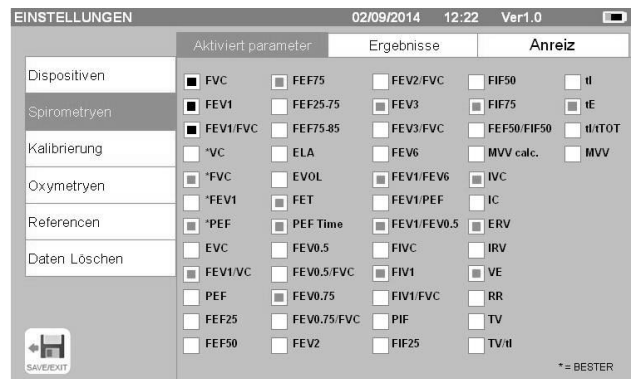 EINSTELLUNGEN 02/09/2014 12:22 Ver1.0
Aktiviert parameter Ergebnisse Anreiz
Dispositiven
Spirometryen
Kalibrierung
Oxymetryen
Referencen
Daten Löschen
SAVE/EXIT
FVC FEF75 FEV2/FVC FIF50 tI
FEV1 FEF25-75 FEV3 FIF75 tE
FEV1/FVC FEF75-85 FEV3/FVC FEF50/FIF50 tI/tTOT
*VC ELA FEV6 MVV calc. MVV
*FVC EVOL FEV1/FEV6 IVC
*FEV1 FET FEV1/PEF IC
*PEF PEF Time FEV1/FEV0.5 ERV
EVC FEV0.5 FIVC IRV
FEV1/VC FEV0.5/FVC FIV1 VE
PEF FEV0.75 FIV1/FVC RR
FEF25 FEV0.75/FVC PIF TV
FEF50 FEV2 FIF25 TV/tI
*= BESTER